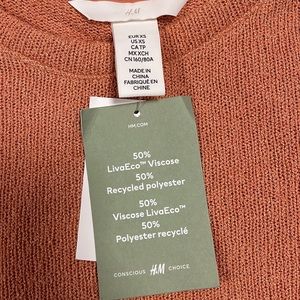 H&M
EUR XS
US XS
CA TP
MX XCH
CN 160/80A
MADE IN
CHINA
FABRIQUÉ EN
CHINE
HM.COM
50%
LivaEco™ Viscose
50%
Recycled polyester
50%
Viscose LivaEco™
50%
Polyester recyclé
CONSCIOUS H&M CHOICE